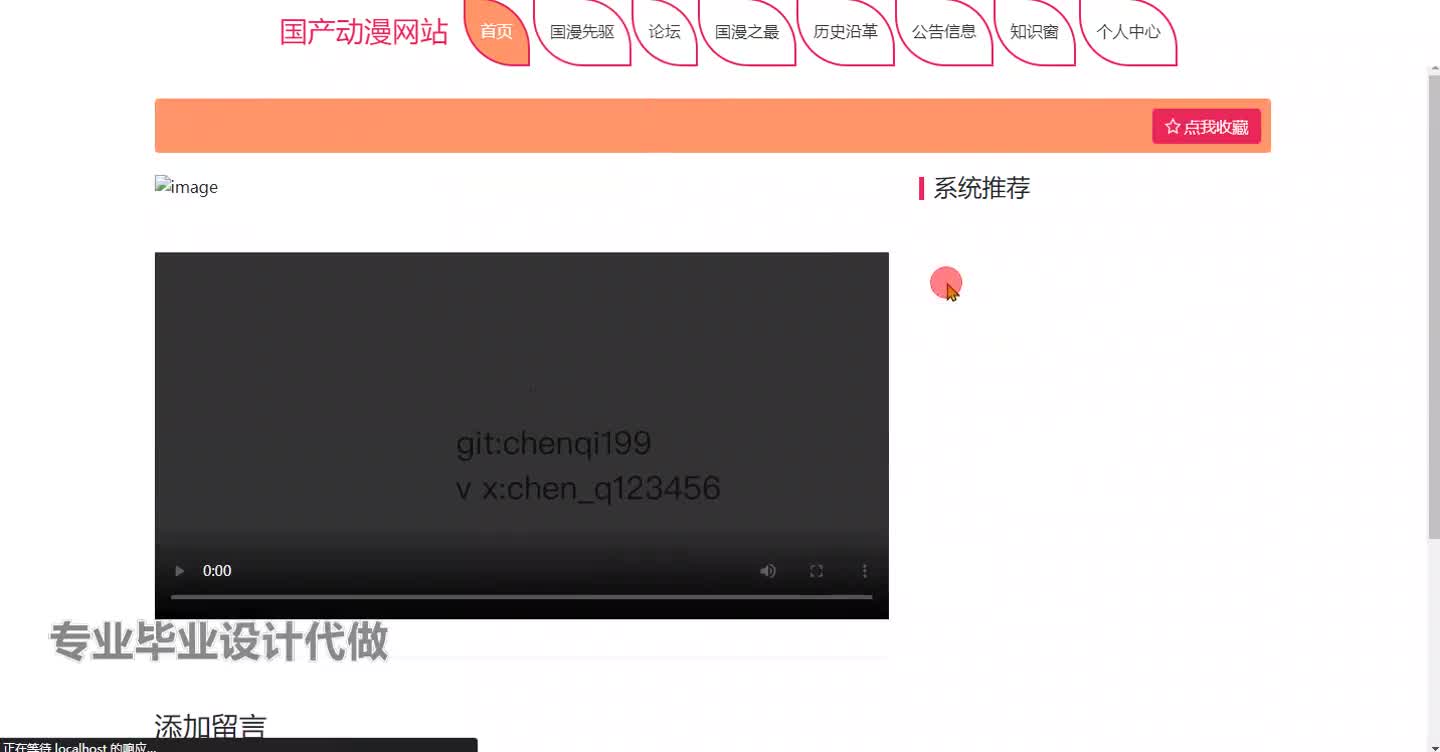 国产动漫网站
首页
国漫先驱
论坛
国漫之最
历史沿革
公告信息
知识窗
个人中心
点我收藏
image
系统推荐
git:chenqi199
v x:chen_q123456
0:00
专业毕业设计代做
添加留言
正在等待 localhost 的响应...